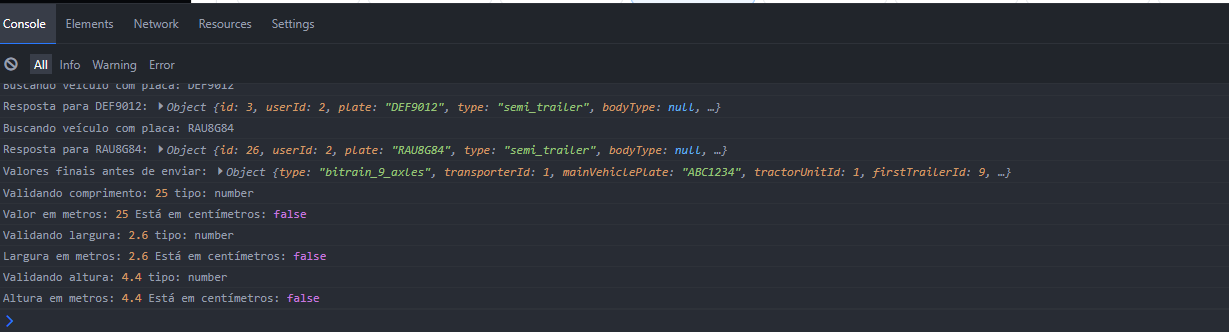 Console Elements Network Resources Settings
All Info Warning Error
Buscando veículo com placa: DEF9012
Resposta para DEF9012: ▶Object {id: 3, userId: 2, plate: "DEF9012", type: "semi_trailer", bodyType: null, …}
Buscando veículo com placa: RAU8G84
Resposta para RAU8G84: ▶Object {id: 26, userId: 2, plate: "RAU8G84", type: "semi_trailer", bodyType: null, …}
Valores finais antes de enviar: ▶Object {type: "bitrain_9_axles", transporterId: 1, mainVehiclePlate: "ABC1234", tractorUnitId: 1, firstTrailerId: 9, …}
Validando comprimento: 25 tipo: number
Valor em metros: 25 Está em centímetros: false
Validando largura: 2.6 tipo: number
Largura em metros: 2.6 Está em centímetros: false
Validando altura: 4.4 tipo: number
Altura em metros: 4.4 Está em centímetros: false